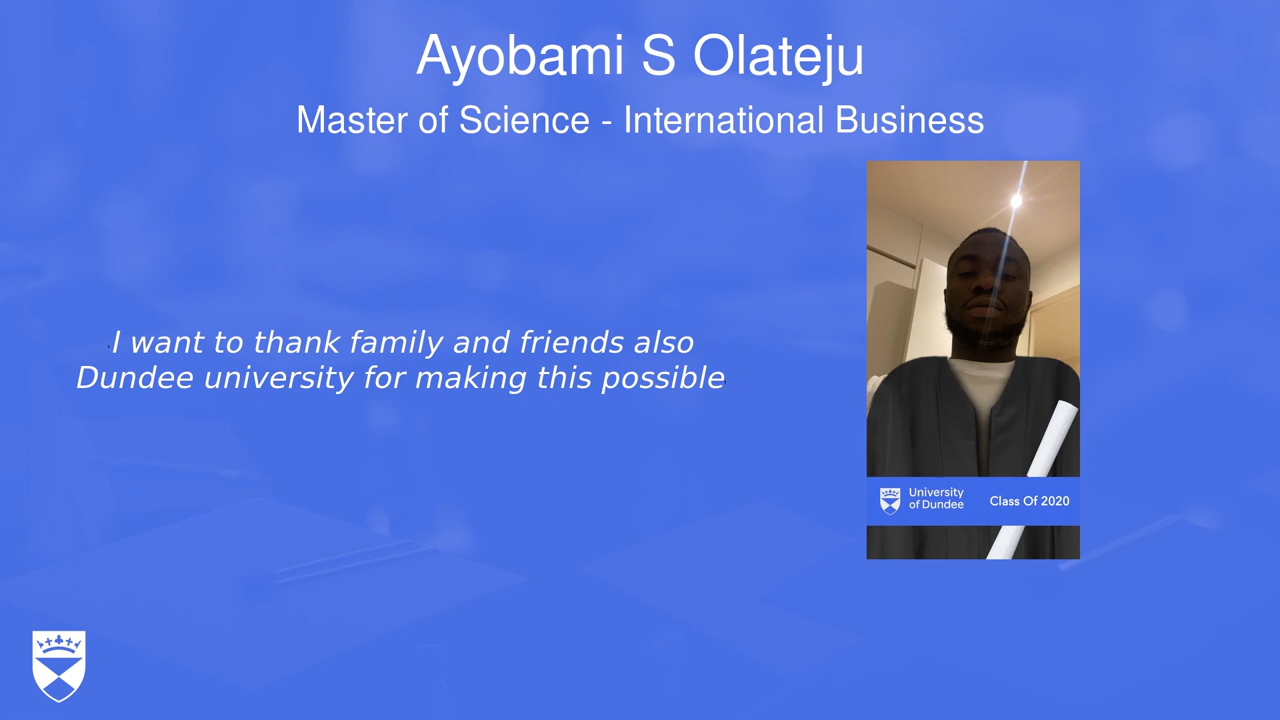 Ayobami S Olateju
Master of Science - International Business
I want to thank family and friends also
Dundee university for making this possible
University
of Dundee
Class Of 2020